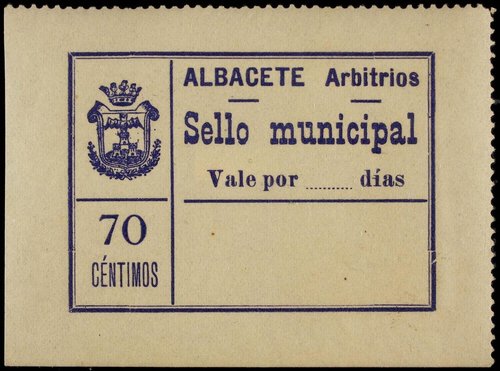 ALBACETE Arbitrios
Sello municipal
Vale por ........ días
70
CÉNTIMOS